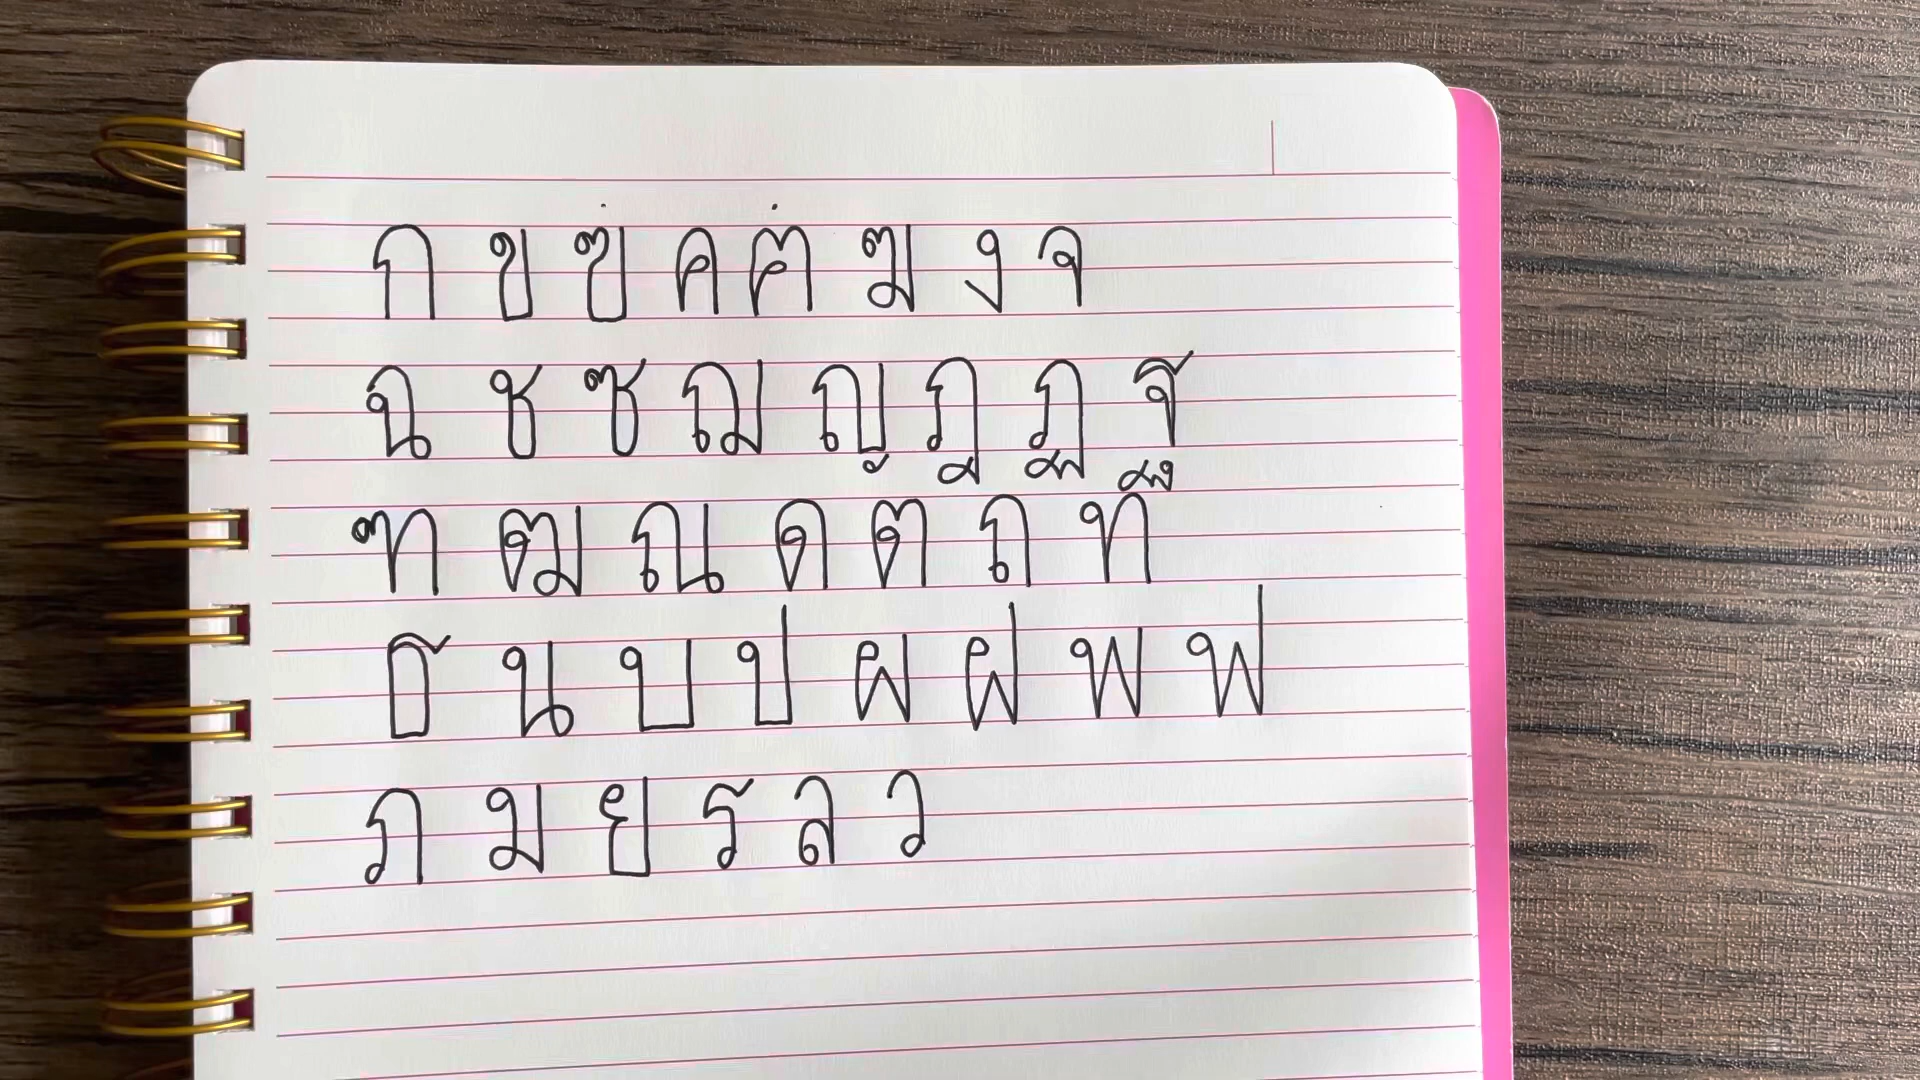 ก ข ฃ ค ฅ ฆ ง จ
ฉ ช ซ ฌ ญ ฎ ฏ ฐ
ฑ ฒ ณ ด ต ถ ท
ธ น บ ป ผ ฝ พ ฟ
ภ ม ย ร ล ว